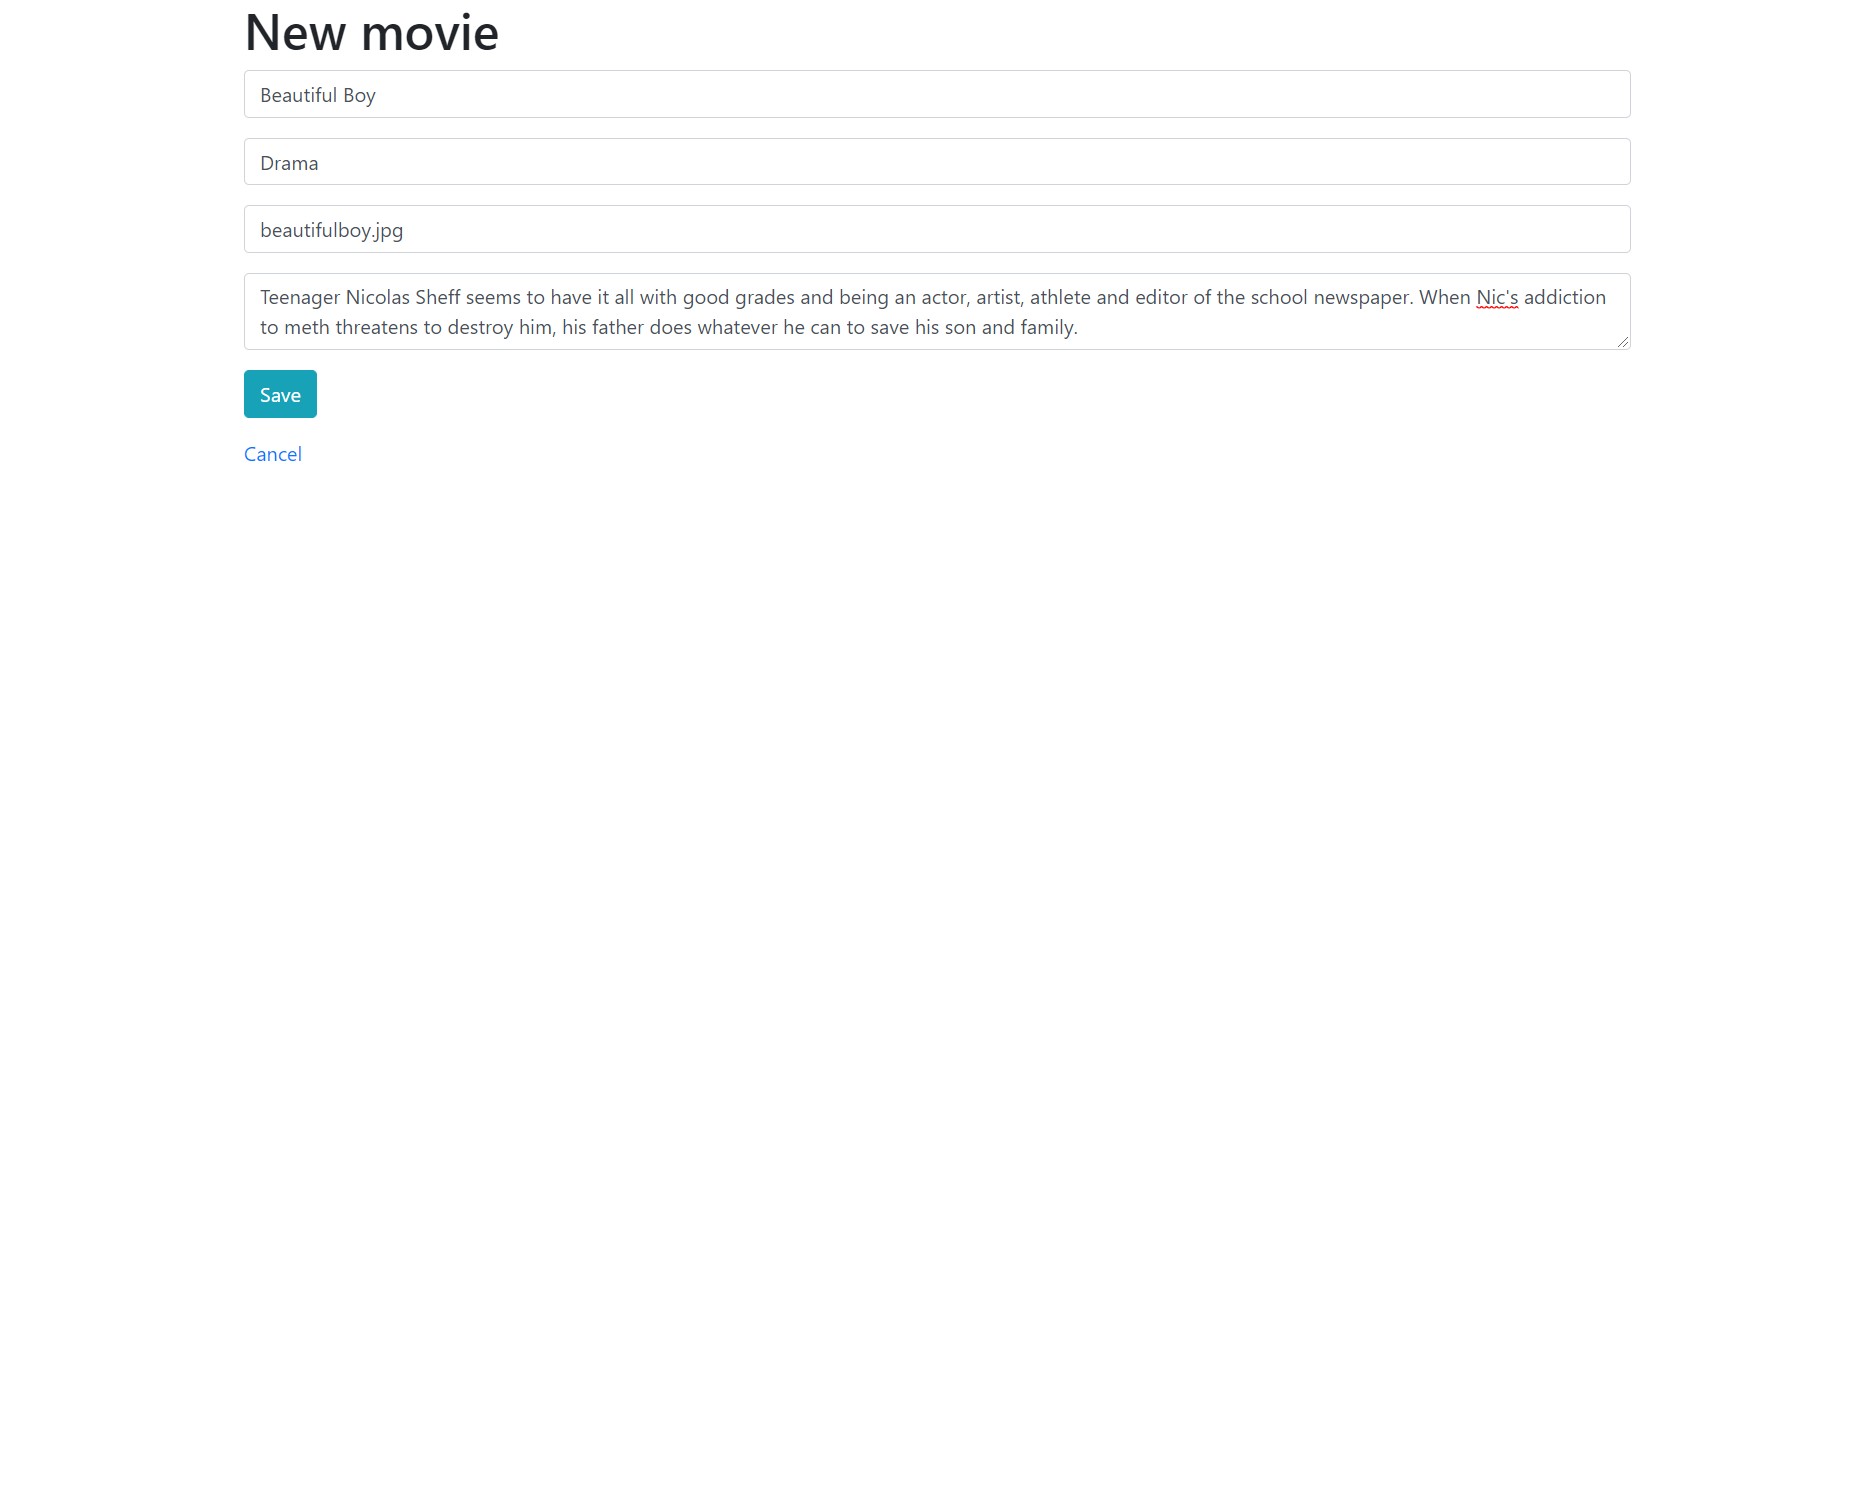 New movie
Beautiful Boy
Drama
beautifulboy.jpg
Teenager Nicolas Sheff seems to have it all with good grades and being an actor, artist, athlete and editor of the school newspaper. When Nic's addiction
to meth threatens to destroy him, his father does whatever he can to save his son and family.
Save
Cancel